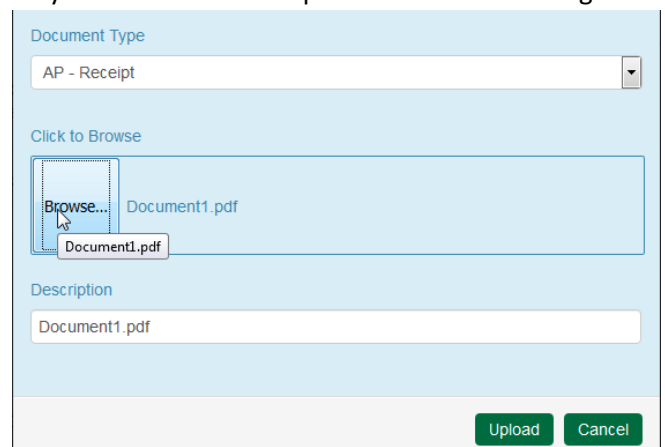 Document Type
AP - Receipt
Click to Browse
Browse... Document1.pdf
Document1.pdf
Description
Document1.pdf
Upload Cancel